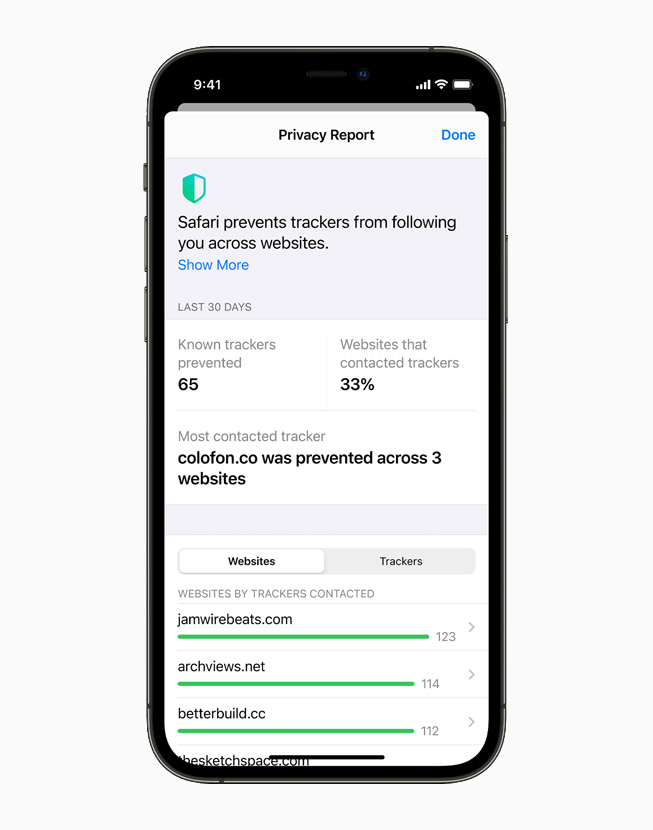 9:41
Privacy Report
Done
Safari prevents trackers from following
you across websites.
Show More
LAST 30 DAYS
Known trackers
prevented
65
Websites that
contacted trackers
33%
Most contacted tracker
colofon.co was prevented across 3
websites
Websites
Trackers
WEBSITES BY TRACKERS CONTACTED
jamwirebeats.com
123
archviews.net
114
betterbuild.cc
112
thesketchspace.com